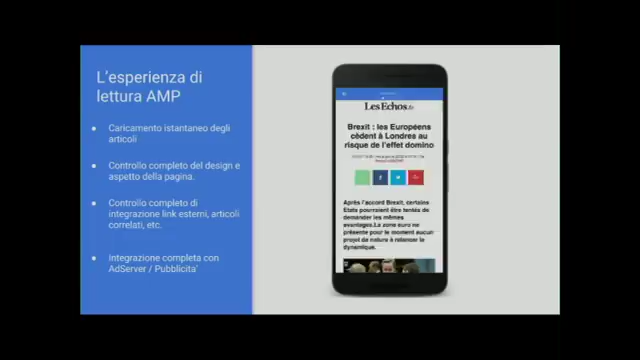 L'esperienza di
lettura AMP
Caricamento istantaneo degli
articoli
Controllo completo del design e
aspetto della pagina.
Controllo completo di
integrazione link esterni, articoli
correlati, etc.
Integrazione completa con
AdServer / Pubblicita'
Les Echos.fr
Brexit : les Européens
cèdent à Londres au
risque de l'effet domino
Après l'accord Brexit, certains
Etats pourraient être tentés de
demander les mêmes
avantages.La zone euro ne
présente pour le moment aucun
projet de nature à relancer la
dynamique.